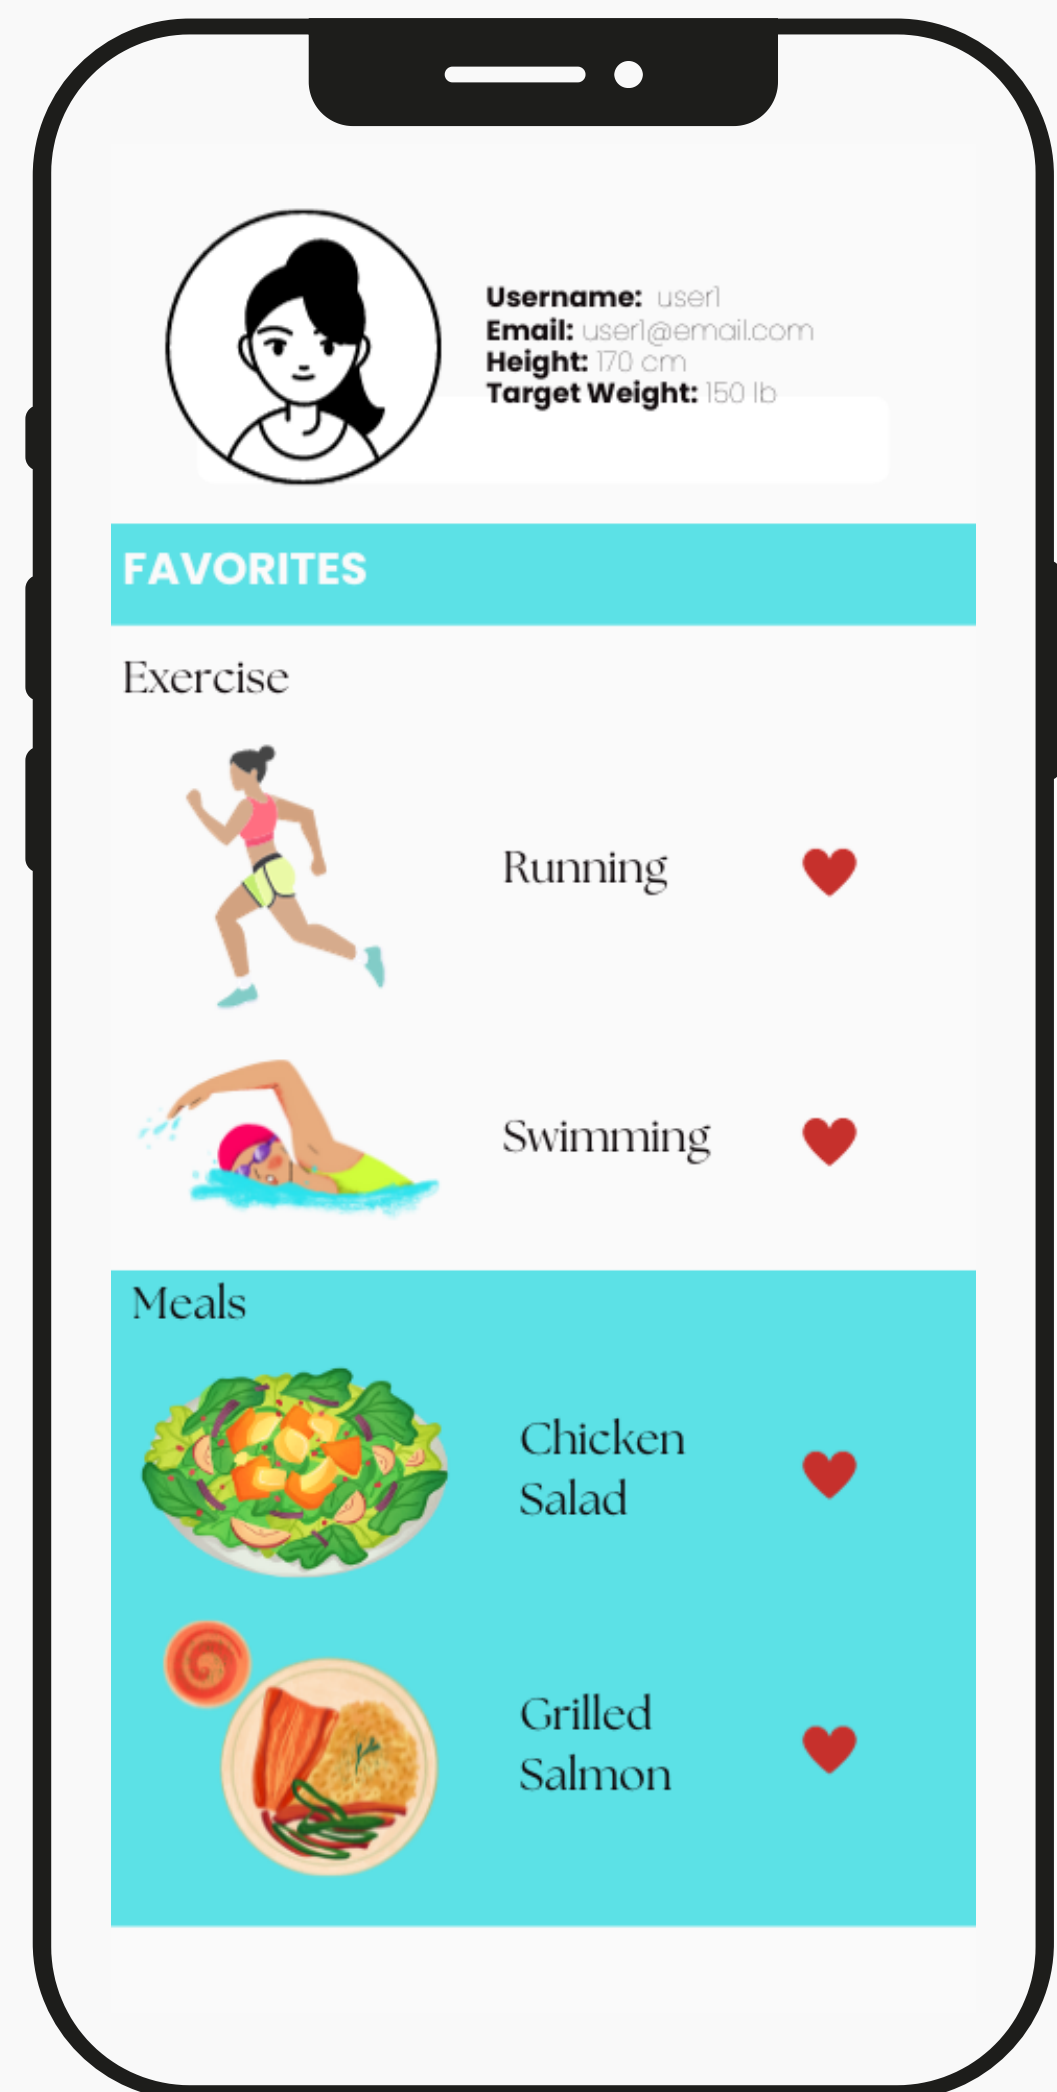 Username: user1
Email: user1@email.com
Height: 170 cm
Target Weight: 150 lb
FAVORITES
Exercise
Running
Swimming
Meals
Chicken
Salad
Grilled
Salmon